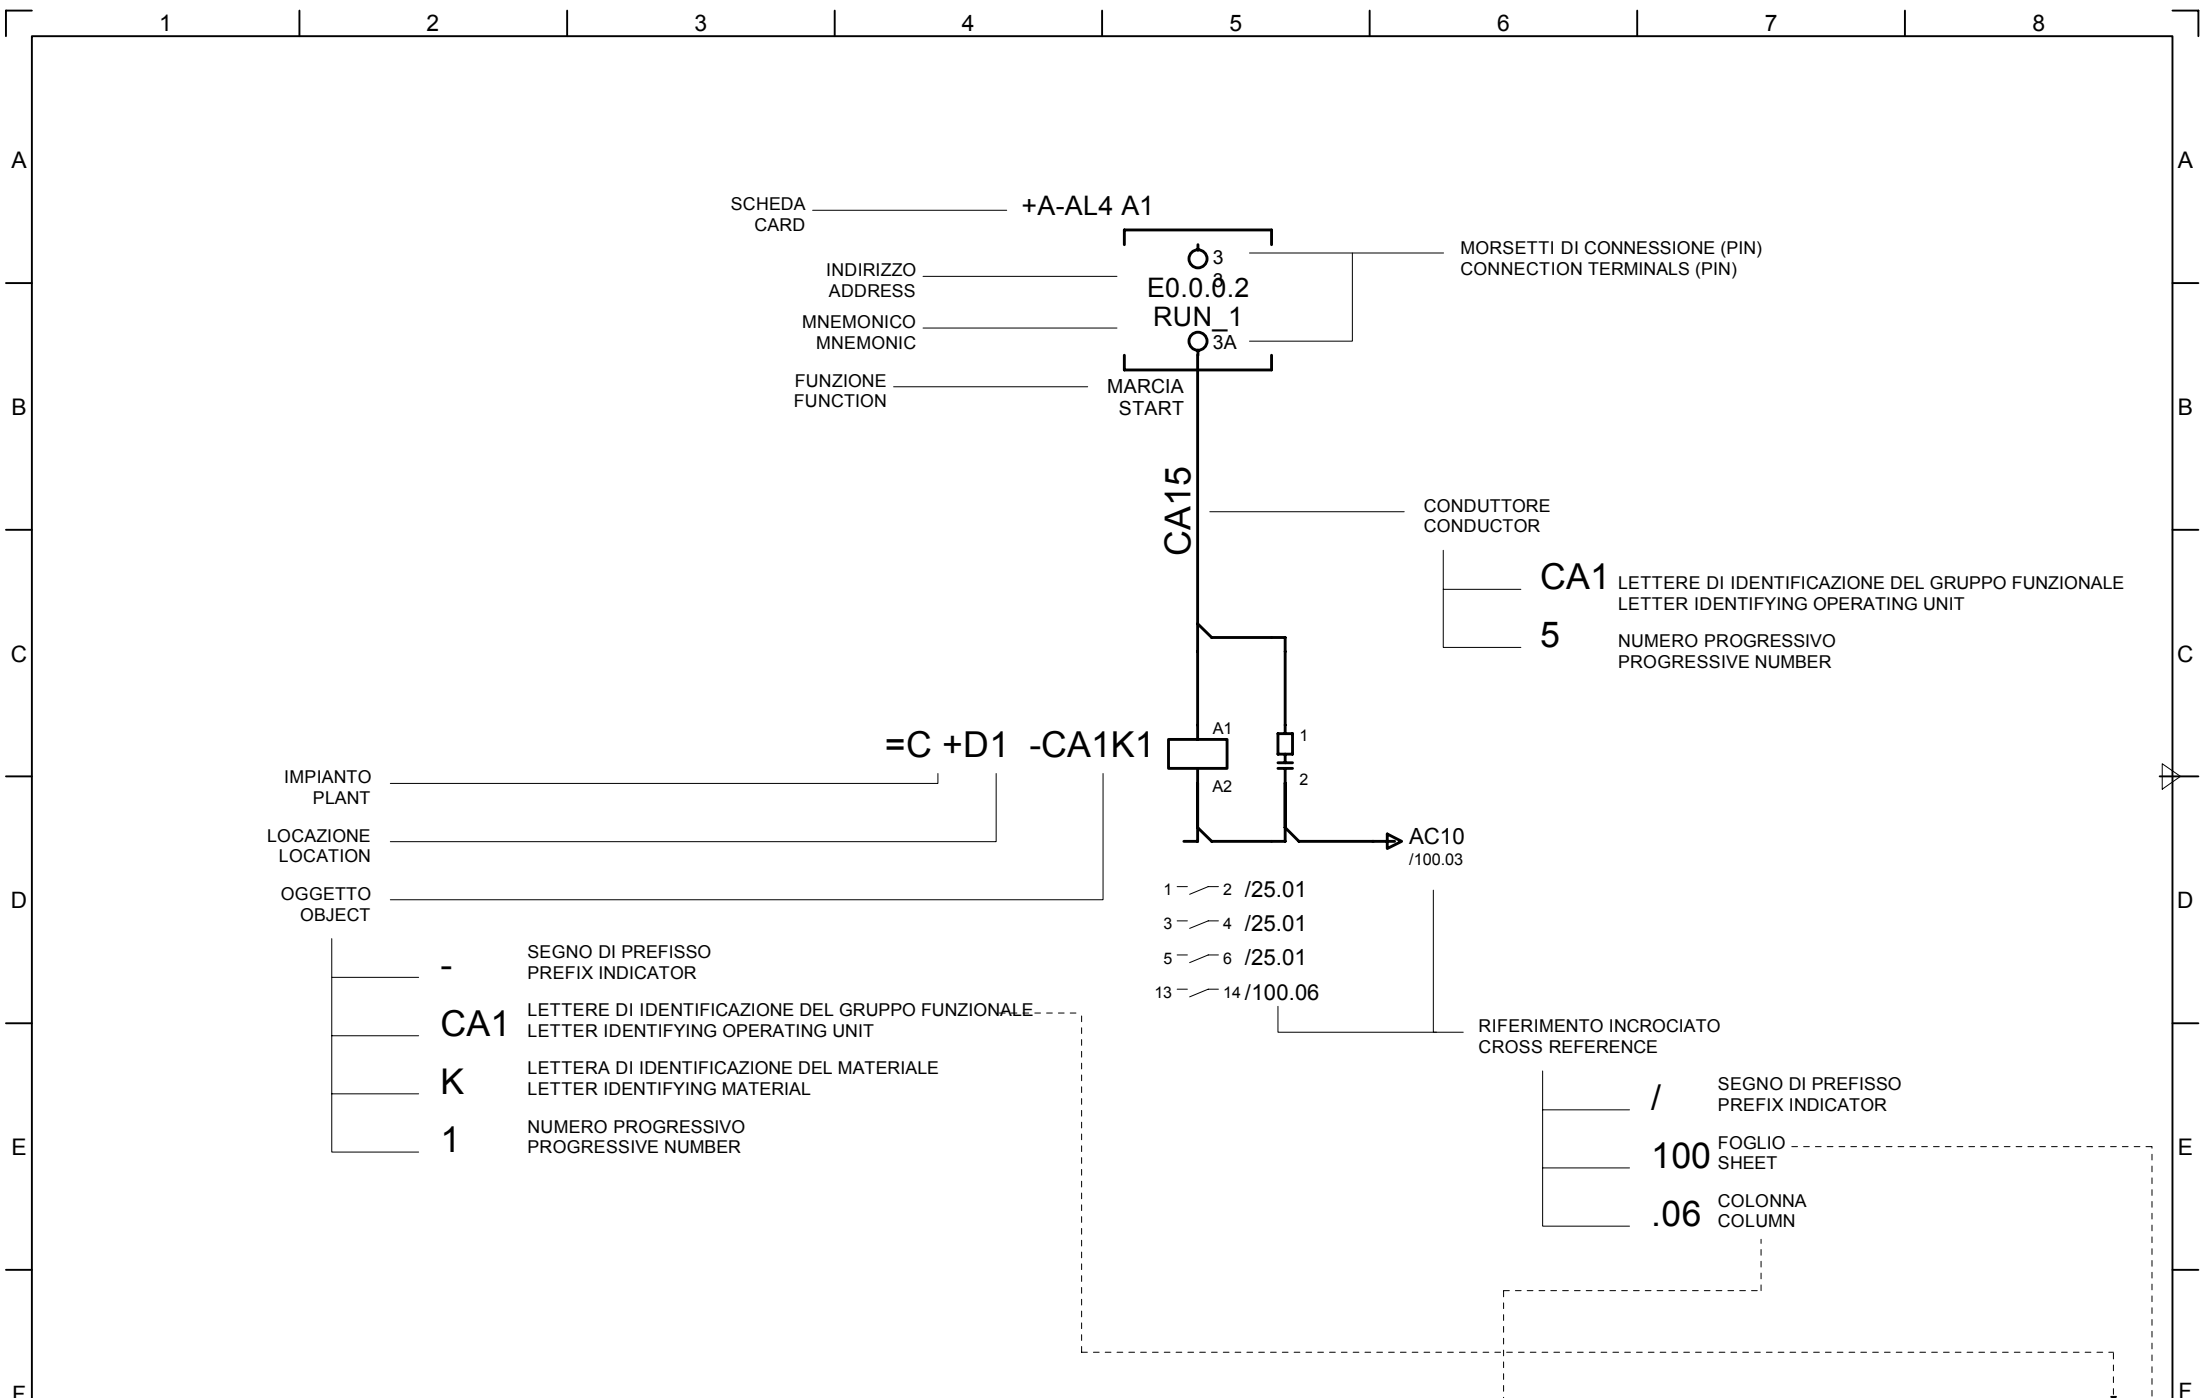 1 2 3 4 5 6 7 8
A A
SCHEDA
CARD
+A-AL4 A1
3
3
MORSETTI DI CONNESSIONE (PIN)
CONNECTION TERMINALS (PIN)
INDIRIZZO
ADDRESS
E0.0.0.2
MNEMONICO
MNEMONIC
RUN_1
3A
FUNZIONE
FUNCTION
MARCIA
START
B B
CA15
CONDUTTORE
CONDUCTOR
CA1
LETTERE DI IDENTIFICAZIONE DEL GRUPPO FUNZIONALE
LETTER IDENTIFYING OPERATING UNIT
5
NUMERO PROGRESSIVO
PROGRESSIVE NUMBER
C C
=C +D1 -CA1K1
A1
1
A2
2
IMPIANTO
PLANT
LOCAZIONE
LOCATION
AC10
/100.03
OGGETTO
OBJECT
D D
1 2 /25.01
3 4 /25.01
5 6 /25.01
13 14 /100.06
-
SEGNO DI PREFISSO
PREFIX INDICATOR
CA1
LETTERE DI IDENTIFICAZIONE DEL GRUPPO FUNZIONALE
LETTER IDENTIFYING OPERATING UNIT
K
LETTERA DI IDENTIFICAZIONE DEL MATERIALE
LETTER IDENTIFYING MATERIAL
1
NUMERO PROGRESSIVO
PROGRESSIVE NUMBER
RIFERIMENTO INCROCIATO
CROSS REFERENCE
/
SEGNO DI PREFISSO
PREFIX INDICATOR
100
FOGLIO
SHEET
.06
COLONNA
COLUMN
E E
F F